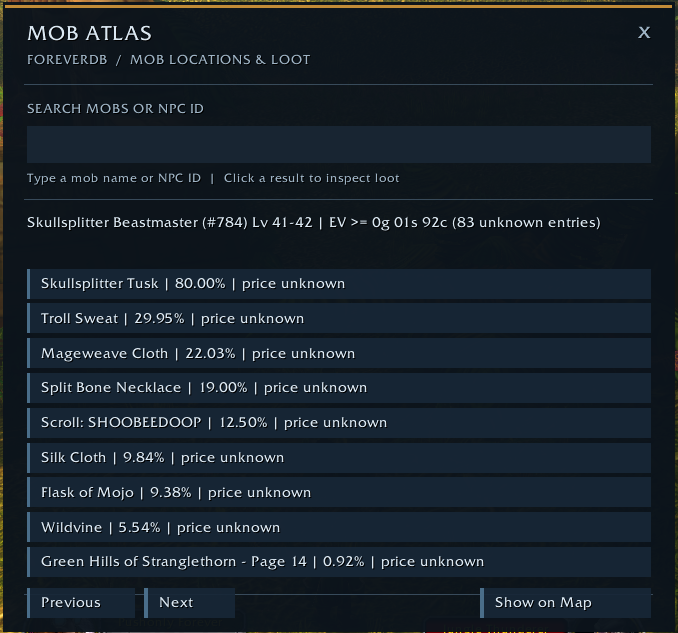 MOB ATLAS
X
FOREVERDB / MOB LOCATIONS & LOOT
SEARCH MOBS OR NPC ID
Type a mob name or NPC ID | Click a result to inspect loot
Skullsplitter Beastmaster (#784) Lv 41-42 | EV >= 0g 01s 92c (83 unknown entries)
Skullsplitter Tusk | 80.00% | price unknown
Troll Sweat | 29.95% | price unknown
Mageweave Cloth | 22.03% | price unknown
Split Bone Necklace | 19.00% | price unknown
Scroll: SHOOBEEDOOP | 12.50% | price unknown
Silk Cloth | 9.84% | price unknown
Flask of Mojo | 9.38% | price unknown
Wildvine | 5.54% | price unknown
Green Hills of Stranglethorn - Page 14 | 0.92% | price unknown
Previous
Next
Show on Map